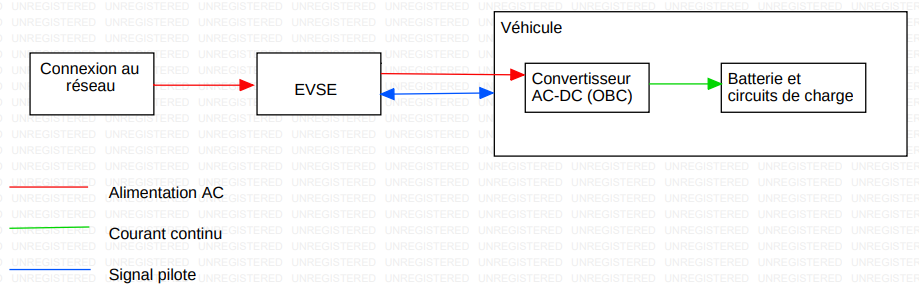 Véhicule
Connexion au
réseau
EVSE
Convertisseur
AC-DC (OBC)
Batterie et
circuits de charge
Alimentation AC
Courant continu
Signal pilote
UNREGISTERED